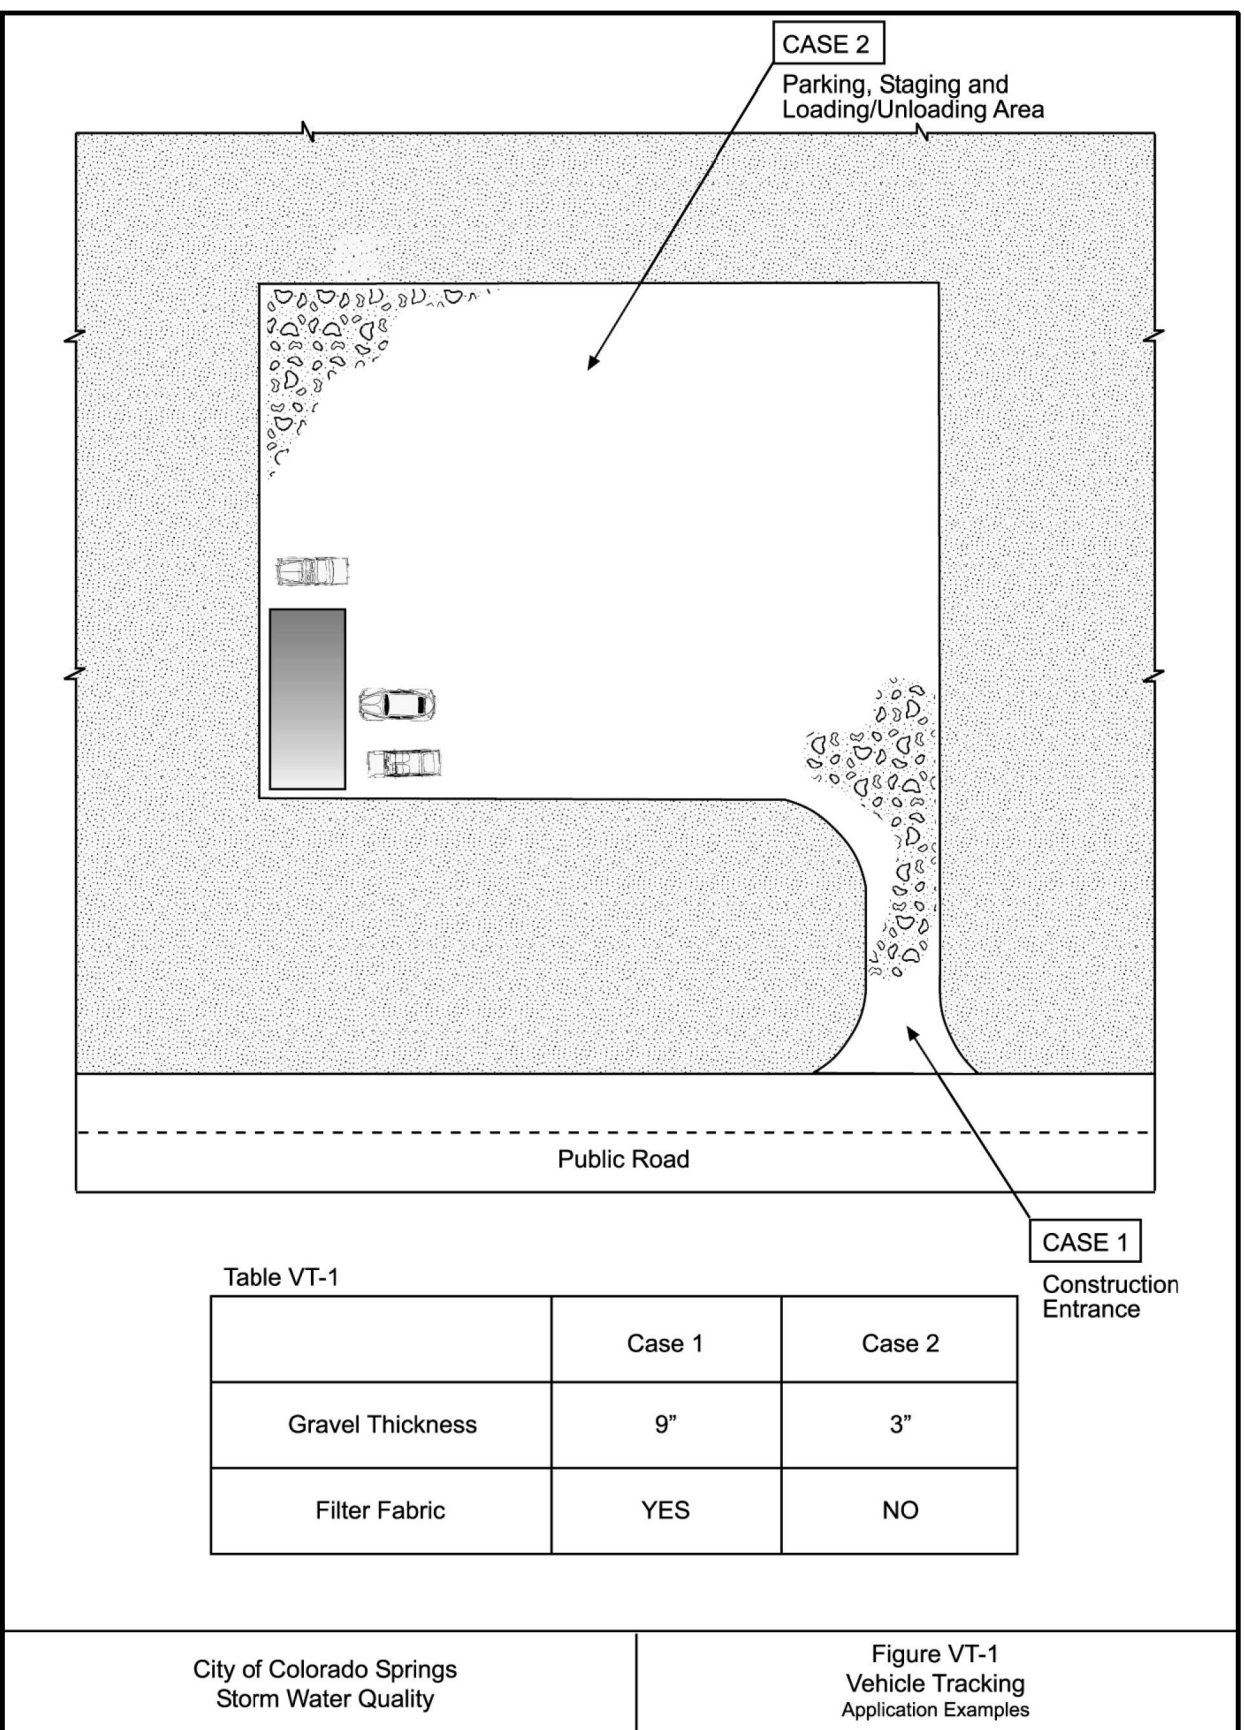 CASE 2
Parking, Staging and
Loading/Unloading Area
Public Road
CASE 1
Construction
Entrance
Table VT-1
Case 1
Case 2
Gravel Thickness
9”
3”
Filter Fabric
YES
NO
City of Colorado Springs
Storm Water Quality
Figure VT-1
Vehicle Tracking
Application Examples